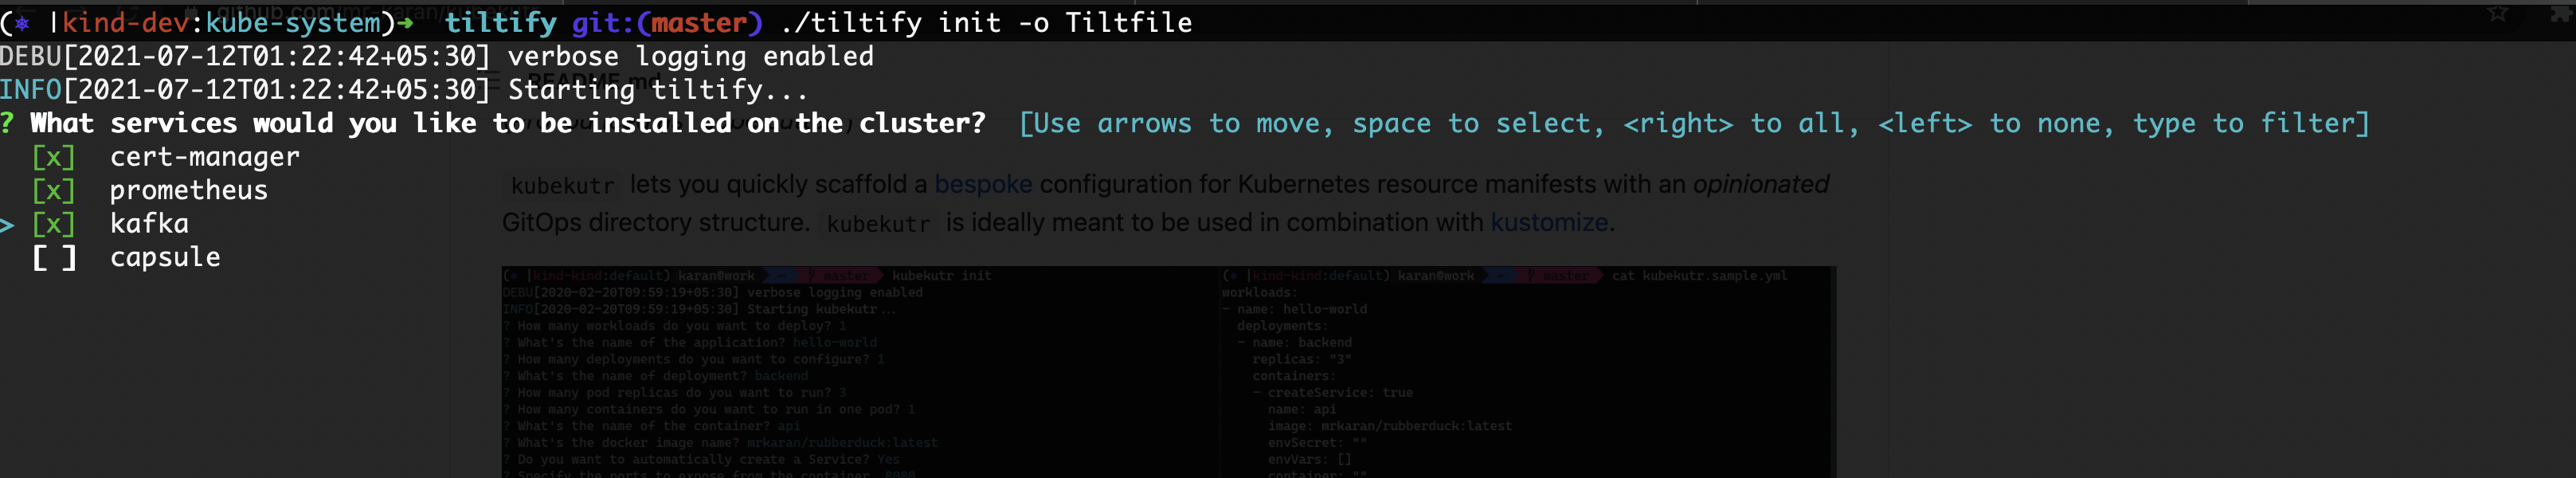 github.com/mr-karan/kubekutr
(⎈ |kind-dev:kube-system)➜ tiltify git:(master) ./tiltify init -o Tiltfile
DEBU[2021-07-12T01:22:42+05:30] verbose logging enabled
README.md
INFO[2021-07-12T01:22:42+05:30] Starting tiltify...
? What services would you like to be installed on the cluster? [Use arrows to move, space to select, <right> to all, <left> to none, type to filter]
[x] cert-manager
[x] prometheus
> [x] kafka
[ ] capsule
kubekutr lets you quickly scaffold a bespoke configuration for Kubernetes resource manifests with an opinionated
GitOps directory structure. kubekutr is ideally meant to be used in combination with kustomize.
(⎈ |kind-kind:default) karan@work ~ master kubekutr init
DEBU[2020-02-20T09:59:19+05:30] verbose logging enabled
INFO[2020-02-20T09:59:19+05:30] Starting kubekutr...
? How many workloads do you want to deploy? 1
? What's the name of the application? hello-world
? How many deployments do you want to configure? 1
? What's the name of deployment? backend
? How many pod replicas do you want to run? 3
? How many containers do you want to run in one pod? 1
? What's the name of the container? api
? What's the docker image name? mrkaran/rubberduck:latest
? Do you want to automatically create a Service? Yes
? Specify the ports to expose from the container. 8000
(⎈ |kind-kind:default) karan@work ~ master cat kubekutr.sample.yml
workloads:
- name: hello-world
deployments:
- name: backend
replicas: "3"
containers:
- createService: true
name: api
image: mrkaran/rubberduck:latest
envSecret: ""
envVars: []
container: ""